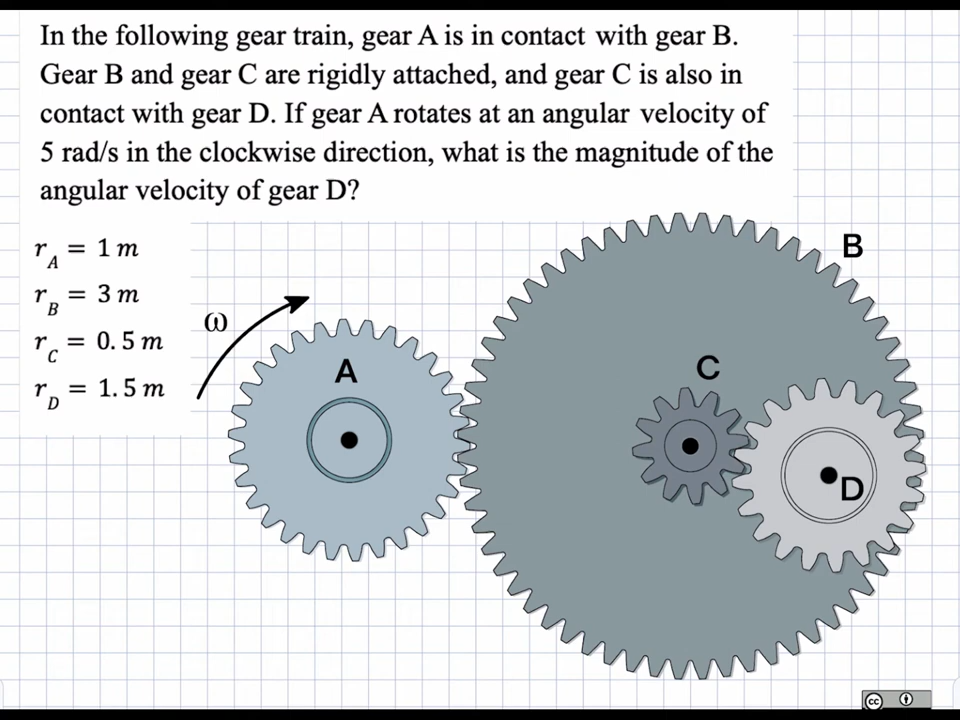 In the following gear train, gear A is in contact with gear B.
Gear B and gear C are rigidly attached, and gear C is also in
contact with gear D. If gear A rotates at an angular velocity of
5 rad/s in the clockwise direction, what is the magnitude of the
angular velocity of gear D?
r_A = 1 m
r_B = 3 m
r_C = 0.5 m
r_D = 1.5 m
ω
A
B
C
D
cc